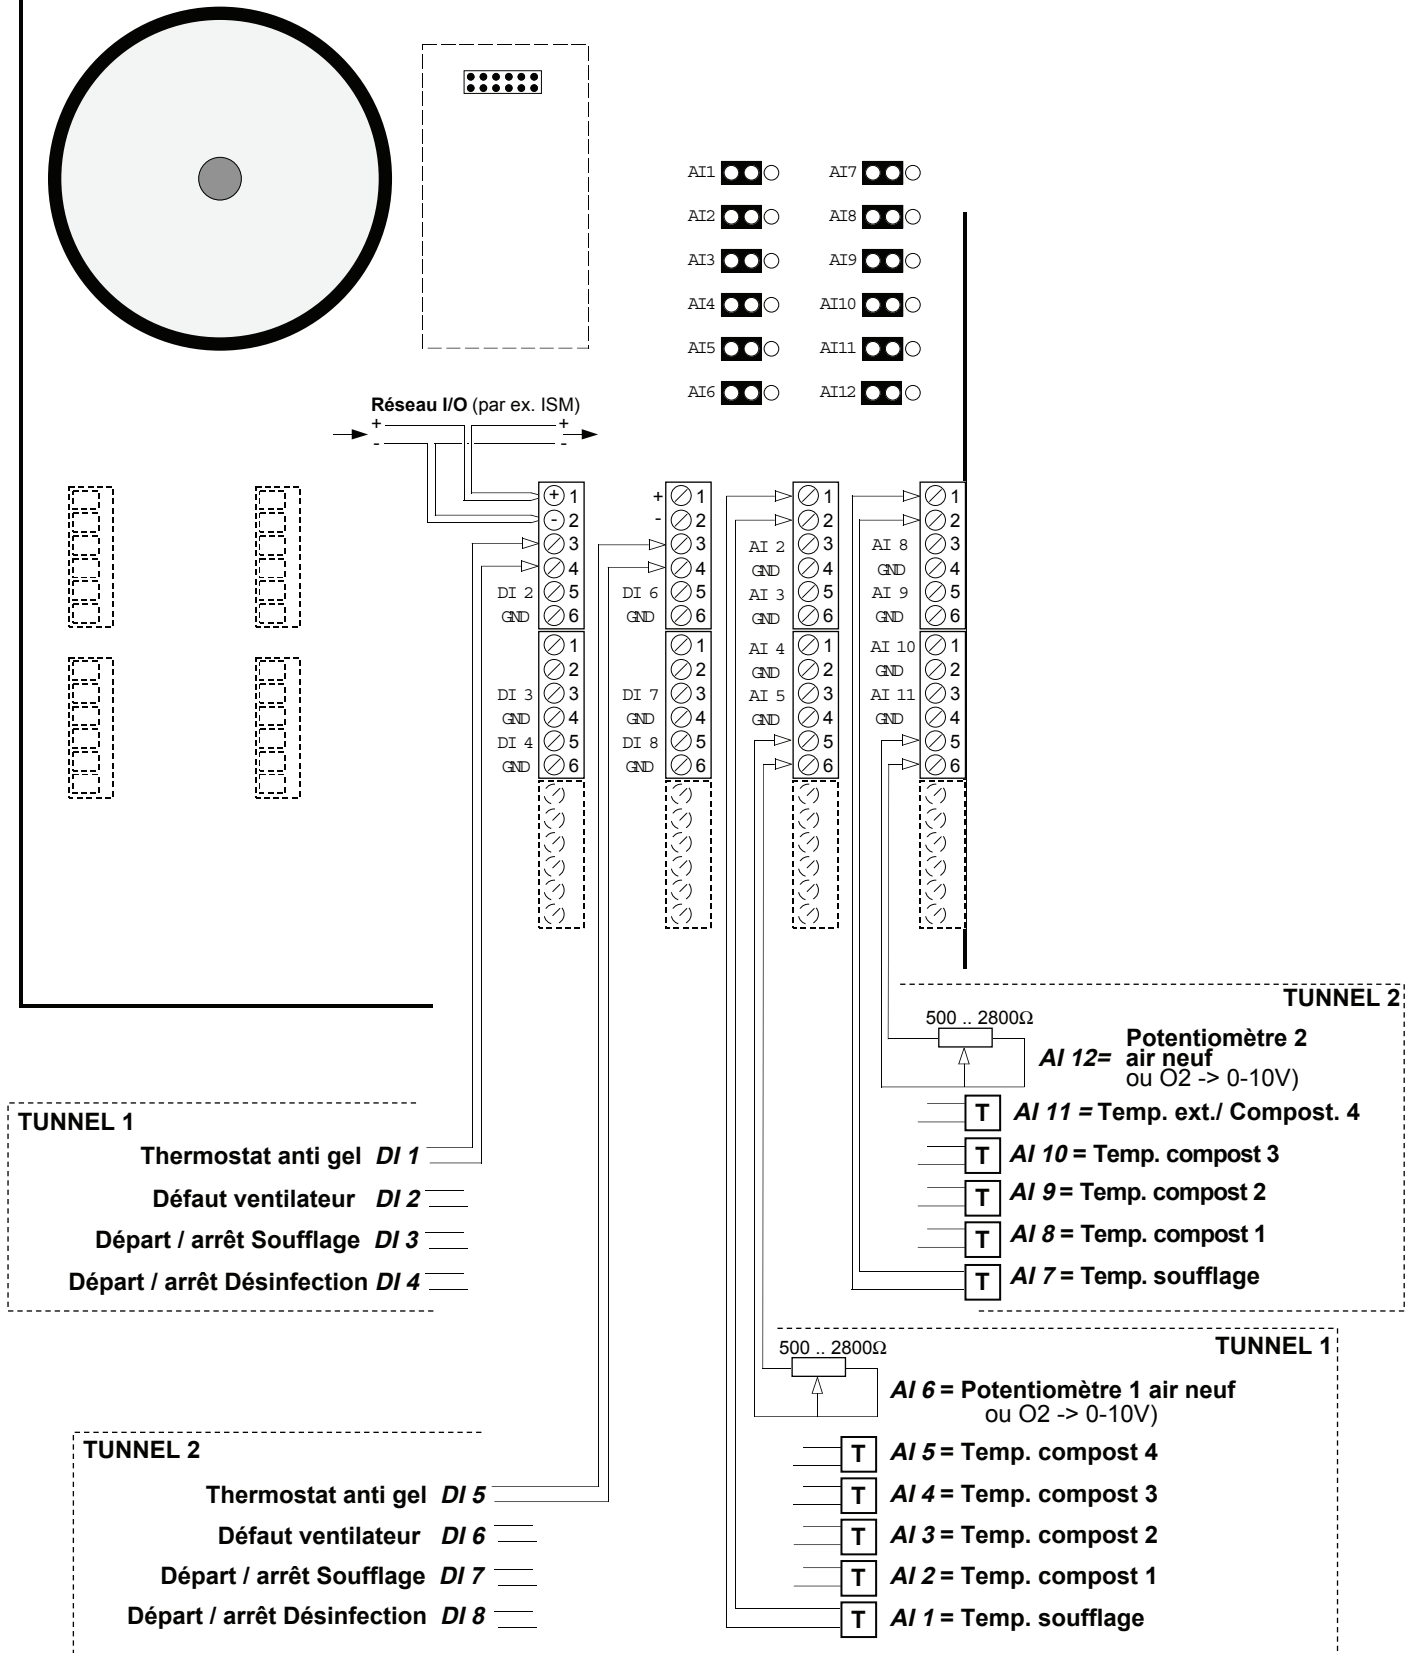 AI1 AI7
AI2 AI8
AI3 AI9
AI4 AI10
AI5 AI11
AI6 AI12
Réseau I/O (par ex. ISM)
+ +
- -
+ 1 + 1 1 1
- 2 - 2 2 2
3 3 AI 2 3 AI 8 3
4 4 GND 4 GND 4
DI 2 5 DI 6 5 AI 3 5 AI 9 5
GND 6 GND 6 GND 6 GND 6
1 1 AI 4 1 AI 10 1
2 2 GND 2 GND 2
DI 3 3 DI 7 3 AI 5 3 AI 11 3
GND 4 GND 4 GND 4 GND 4
DI 4 5 DI 8 5 5 5
GND 6 GND 6 6 6
TUNNEL 2
500 .. 2800Ω
AI 12= Potentiomètre 2
air neuf
ou O2 -> 0-10V)
T AI 11 = Temp. ext./ Compost. 4
T AI 10 = Temp. compost 3
T AI 9 = Temp. compost 2
T AI 8 = Temp. compost 1
T AI 7 = Temp. soufflage
TUNNEL 1
Thermostat anti gel DI 1
Défaut ventilateur DI 2
Départ / arrêt Soufflage DI 3
Départ / arrêt Désinfection DI 4
TUNNEL 1
500 .. 2800Ω
AI 6 = Potentiomètre 1 air neuf
ou O2 -> 0-10V)
T AI 5 = Temp. compost 4
T AI 4 = Temp. compost 3
T AI 3 = Temp. compost 2
T AI 2 = Temp. compost 1
T AI 1 = Temp. soufflage
TUNNEL 2
Thermostat anti gel DI 5
Défaut ventilateur DI 6
Départ / arrêt Soufflage DI 7
Départ / arrêt Désinfection DI 8